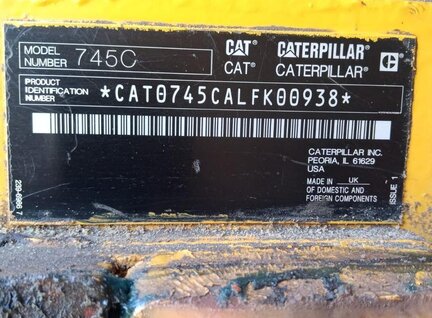 MODEL NUMBER 745C
CAT CATERPILLAR
CAT® CATERPILLAR®
PRODUCT IDENTIFICATION NUMBER *CAT0745CALFK00938*
CATERPILLAR INC.
PEORIA, IL 61629
USA
MADE IN UK
OF DOMESTIC AND
FOREIGN COMPONENTS
ISSUE 1